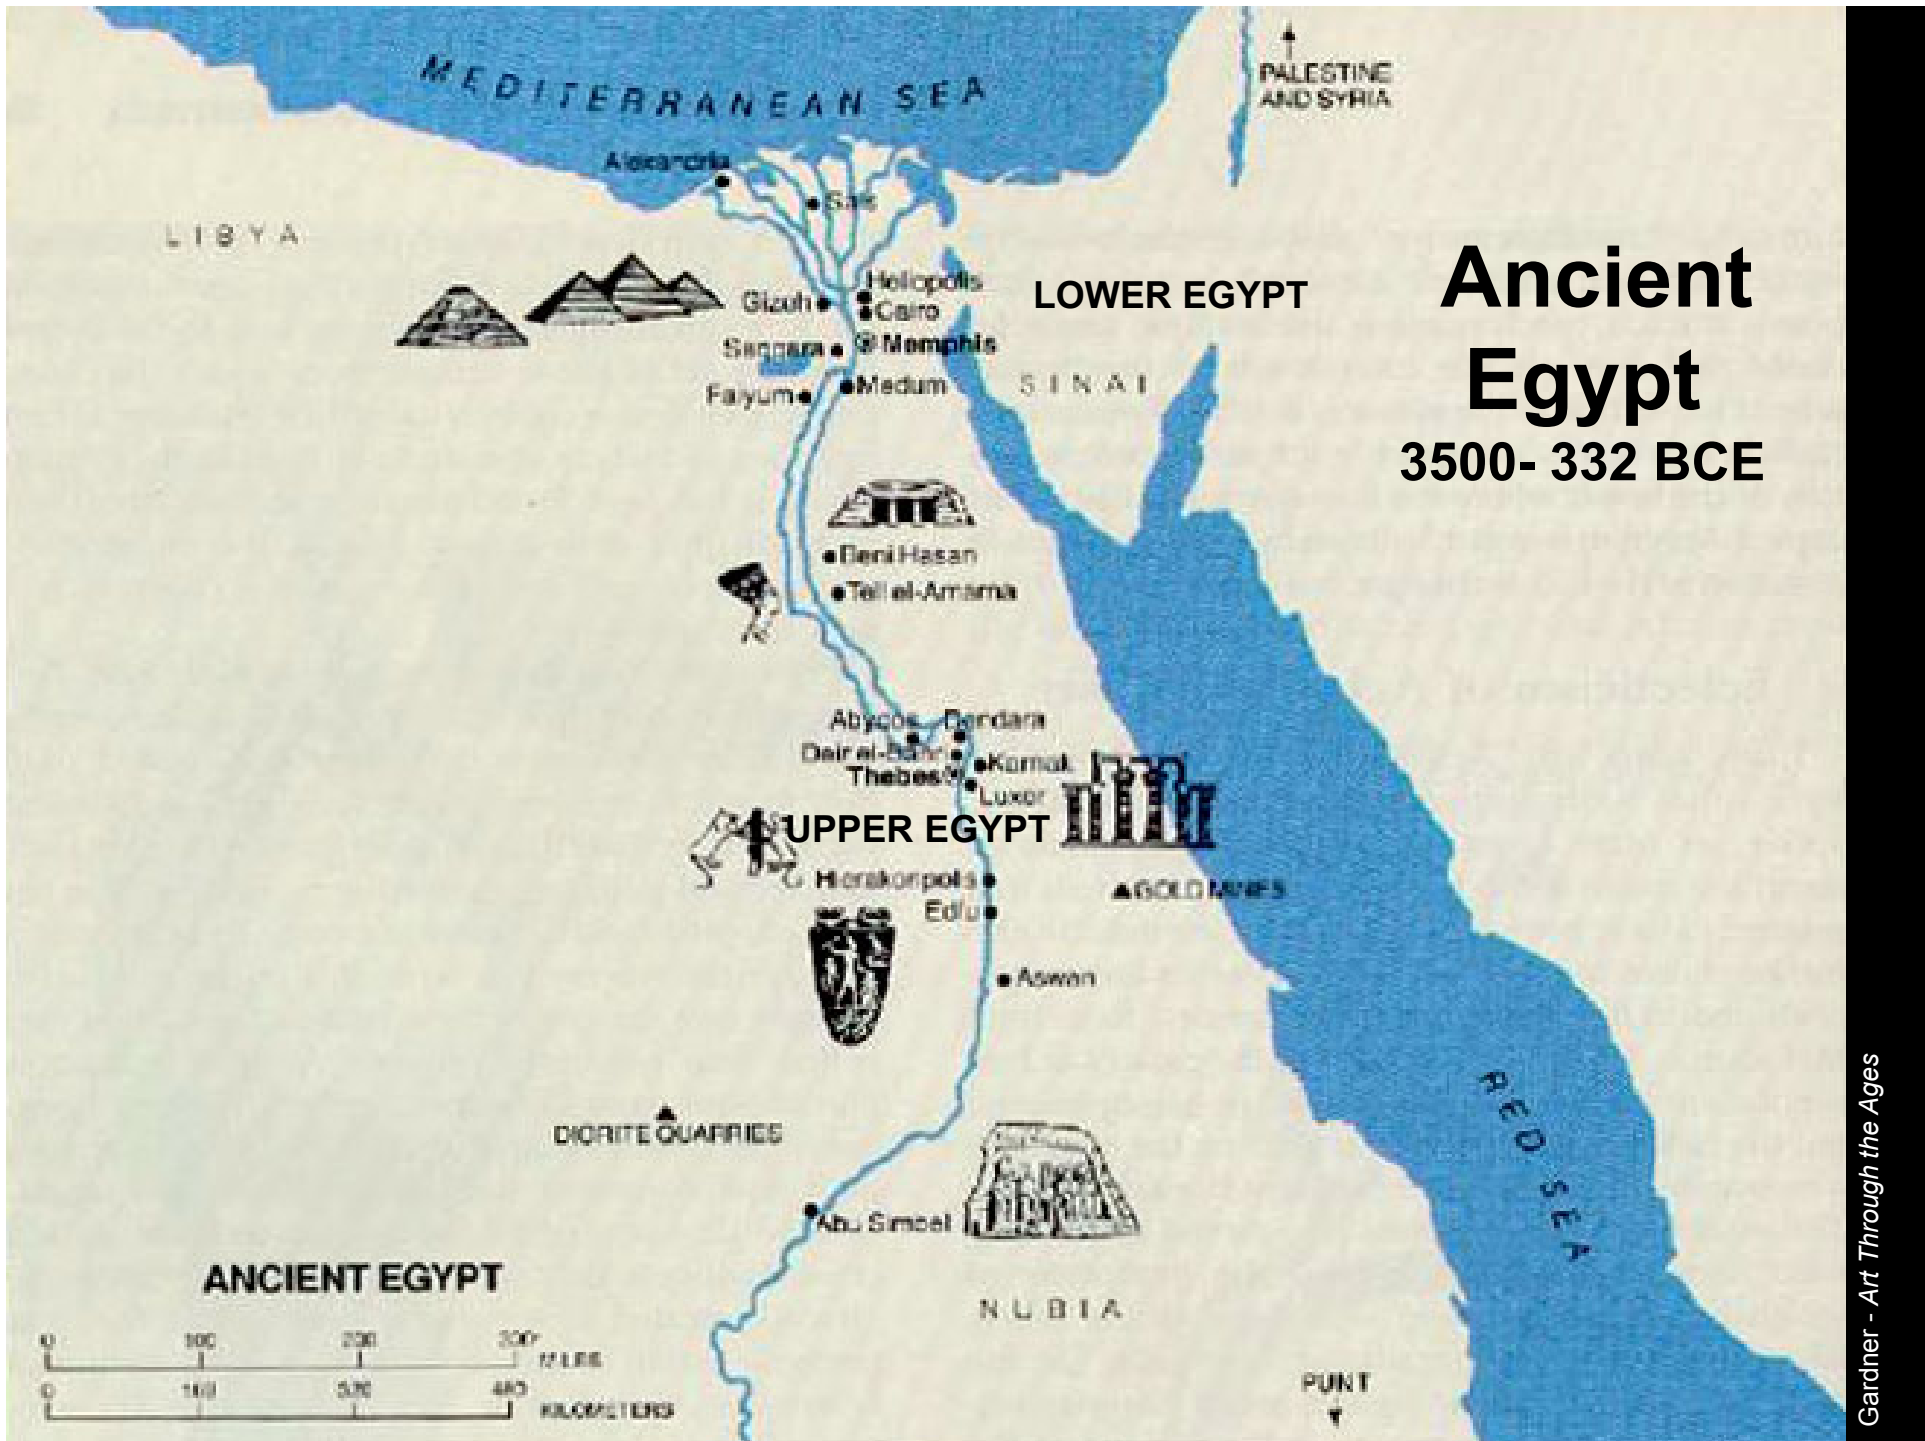 MEDITERRANEAN SEA
PALESTINE
AND SYRIA
Alexandria
Sais
LIBYA
Ancient
Egypt
3500- 332 BCE
Heliopolis
LOWER EGYPT
Gizeh
Cairo
Saqqara
Memphis
SINAI
Faiyum
Medum
Beni Hasan
Tell el-Amarna
Abydos
Dendara
Deir el-Bahri
Karnak
Thebes
Luxor
UPPER EGYPT
Hierakonpolis
GOLD MINES
Edfu
Aswan
RED SEA
DIORITE QUARRIES
Abu Simbel
ANCIENT EGYPT
NUBIA
0 100 200 300
MILES
0 160 320 480
KILOMETERS
PUNT
Gardner - Art Through the Ages